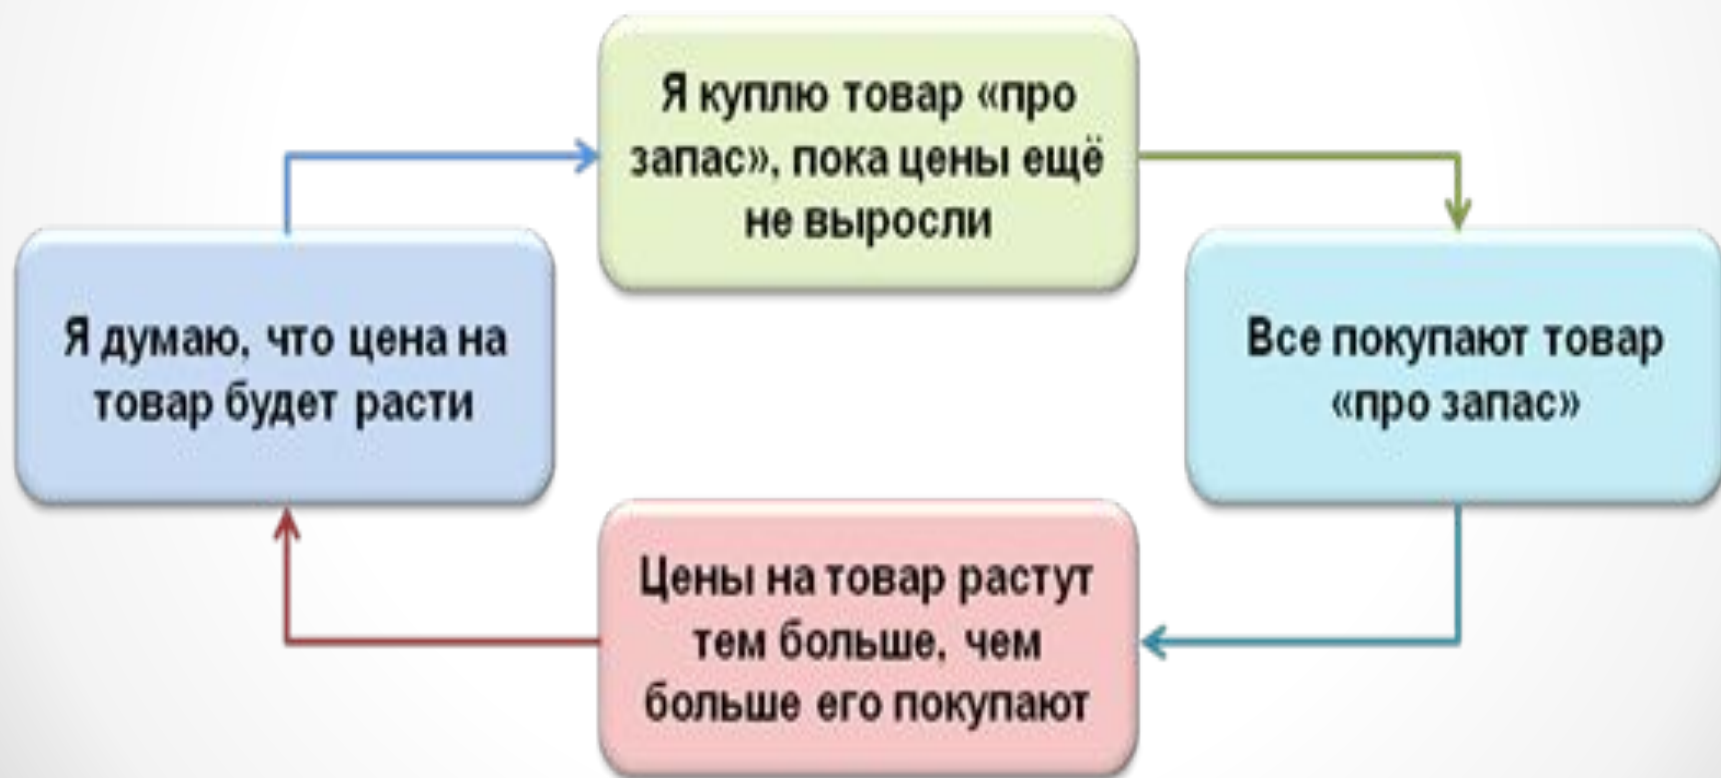 Я куплю товар «про
запас», пока цены ещё
не выросли
Я думаю, что цена на
товар будет расти
Все покупают товар
«про запас»
Цены на товар растут
тем больше, чем
больше его покупают